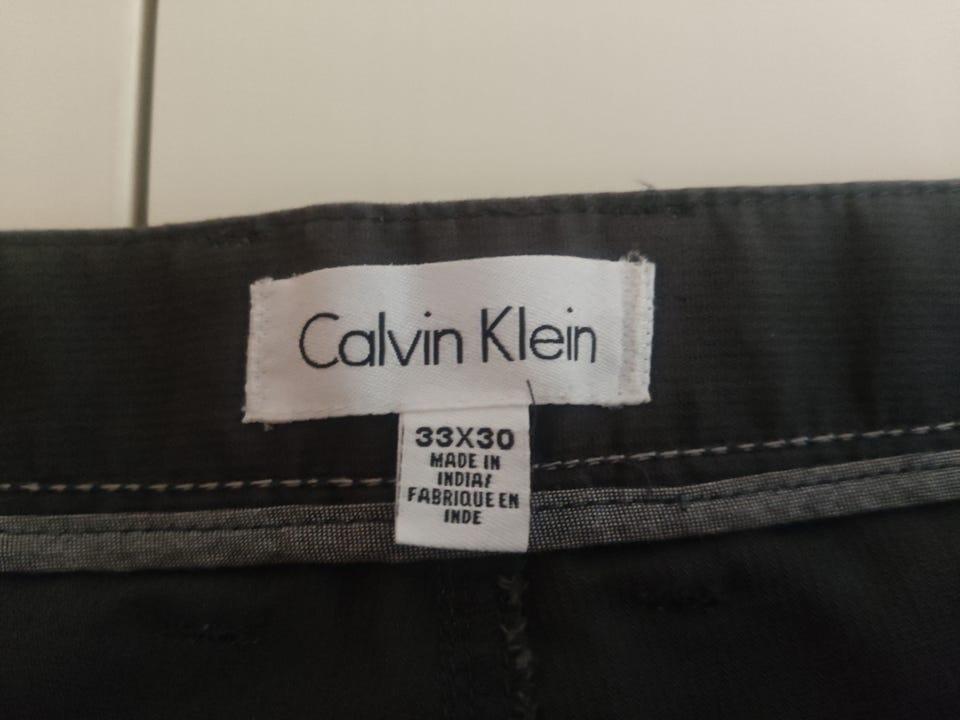 Calvin Klein
33X30
MADE IN
INDIA/
FABRIQUE EN
INDE